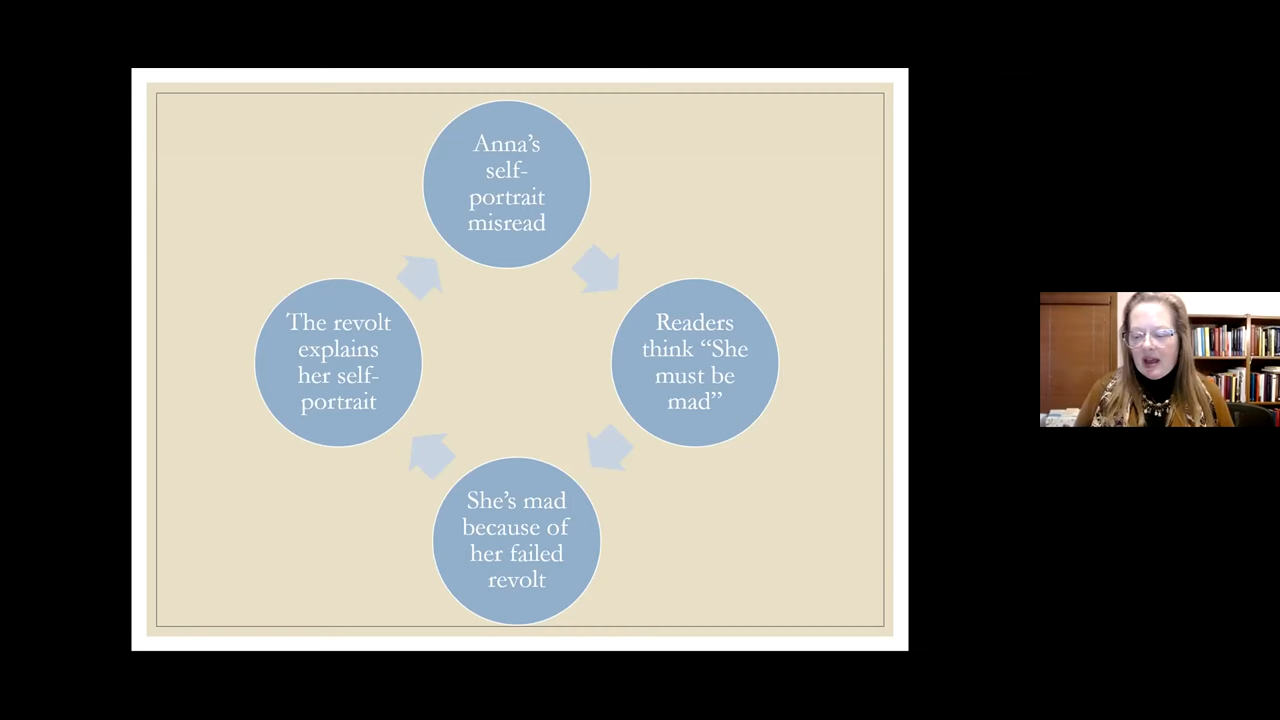 Anna’s
self-
portrait
misread
Readers
think “She
must be
mad”
She’s mad
because of
her failed
revolt
The revolt
explains
her self-
portrait